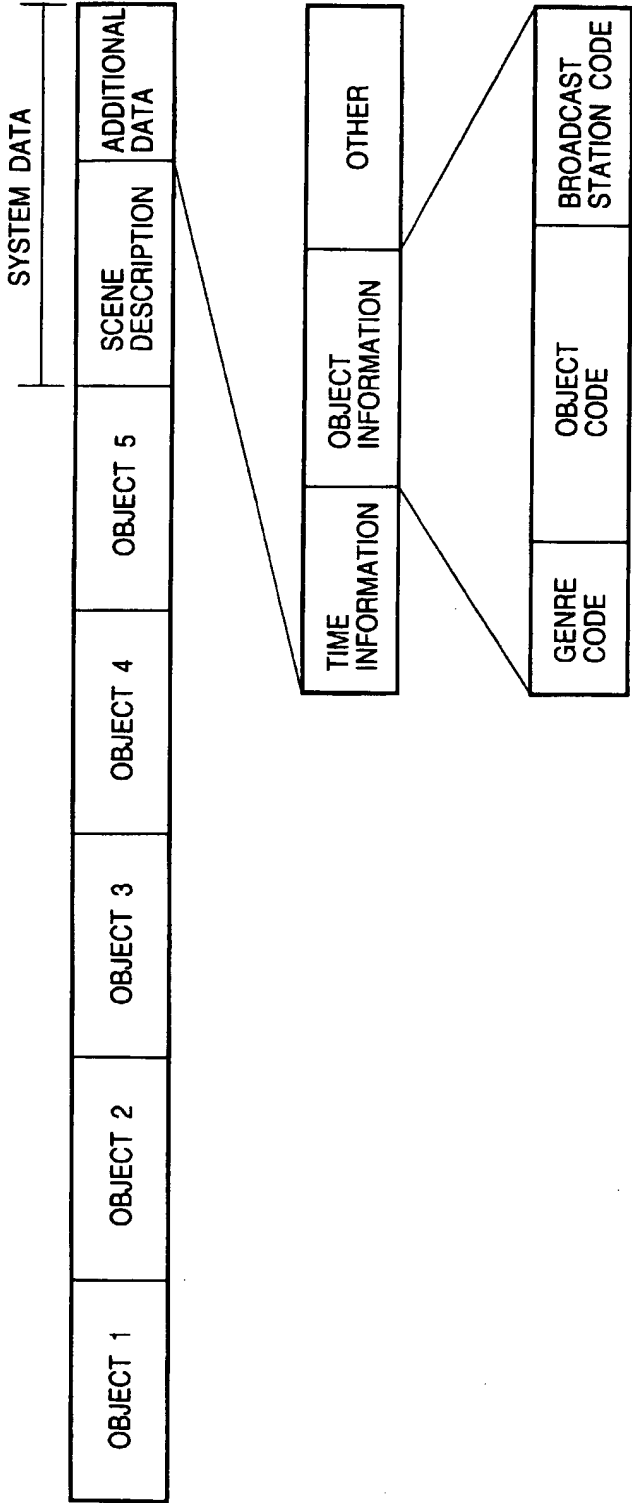 SYSTEM DATA
OBJECT 1
OBJECT 2
OBJECT 3
OBJECT 4
OBJECT 5
SCENE
DESCRIPTION
ADDITIONAL
DATA
TIME
INFORMATION
OBJECT
INFORMATION
OTHER
GENRE
CODE
OBJECT
CODE
BROADCAST
STATION CODE